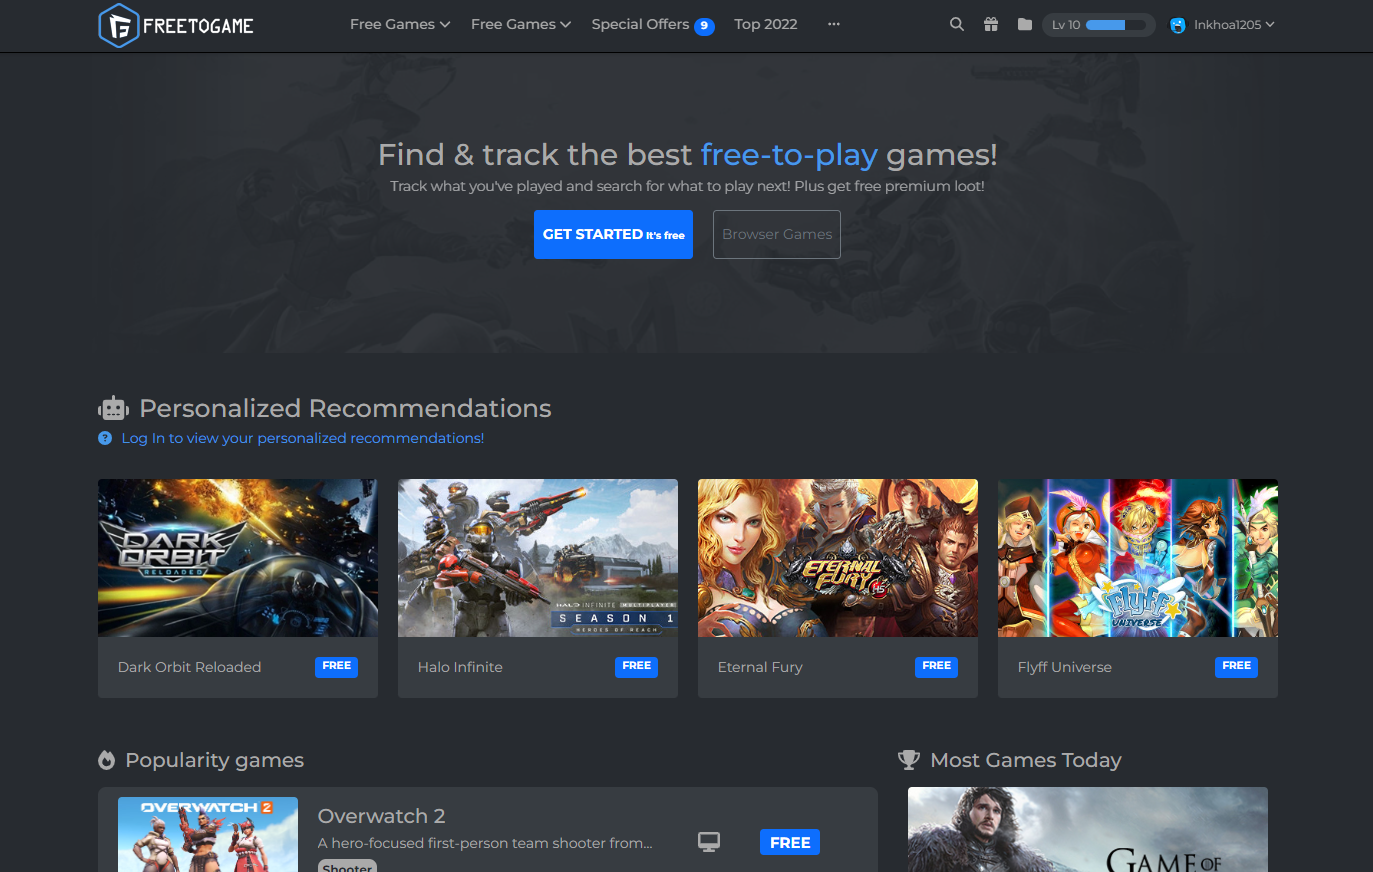 FREETOGAME
Free Games
Free Games
Special Offers 9
Top 2022
Lv 10
lnkhoa1205
Find & track the best free-to-play games!
Track what you've played and search for what to play next! Plus get free premium loot!
GET STARTED It's free
Browser Games
Personalized Recommendations
Log In to view your personalized recommendations!
DARK
ORBIT
RELOADED
HALO INFINITE MULTIPLAYER
SEASON 1
HEROES OF REACH
ETERNAL
FURY
H5
Flyff
UNIVERSE
Dark Orbit Reloaded
FREE
Halo Infinite
FREE
Eternal Fury
FREE
Flyff Universe
FREE
Popularity games
Most Games Today
OVERWATCH 2
Overwatch 2
A hero-focused first-person team shooter from...
FREE
Shooter
GAME OF